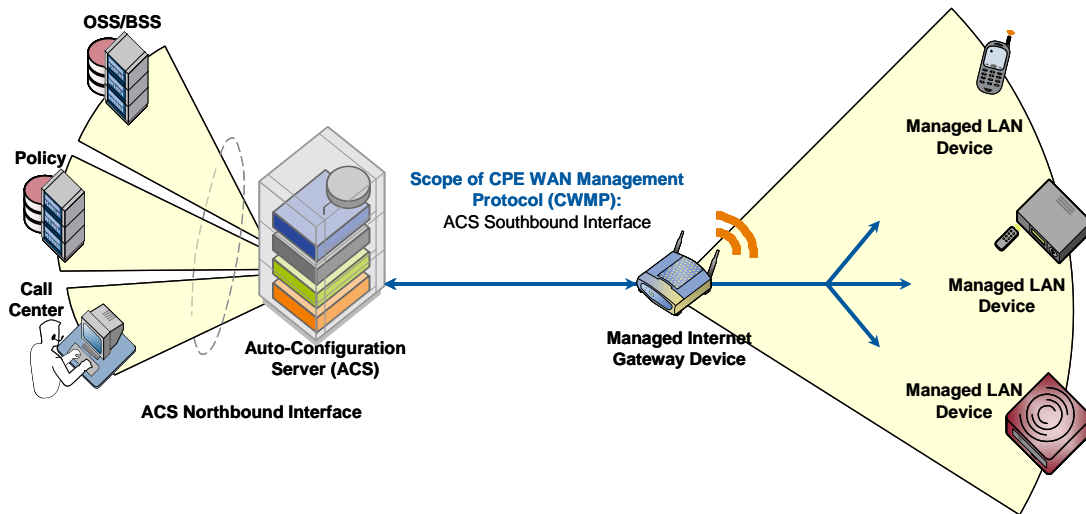 OSS/BSS
Policy
Call
Center
Auto-Configuration
Server (ACS)
ACS Northbound Interface
Scope of CPE WAN Management
Protocol (CWMP):
ACS Southbound Interface
Managed Internet
Gateway Device
Managed LAN
Device
Managed LAN
Device
Managed LAN
Device